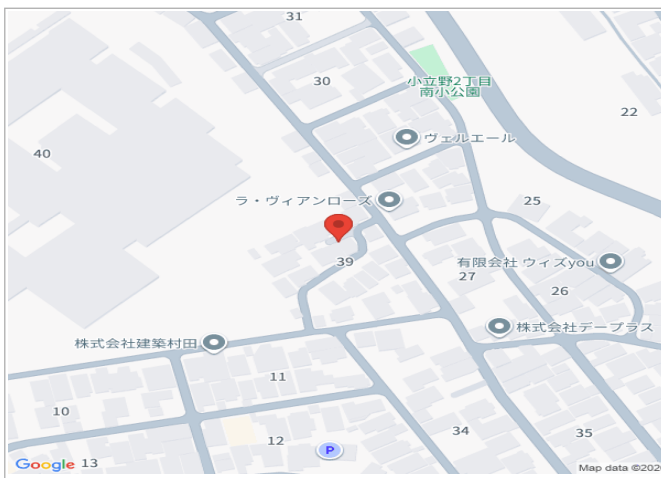 31
30
小立野2丁目
南小公園
22
ヴェルエール
40
ラ・ヴィアンローズ
25
39
27
有限会社 ウィズyou
26
株式会社デープラス
株式会社建築村田
11
10
12
34
35
P
Google
13
Map data ©202